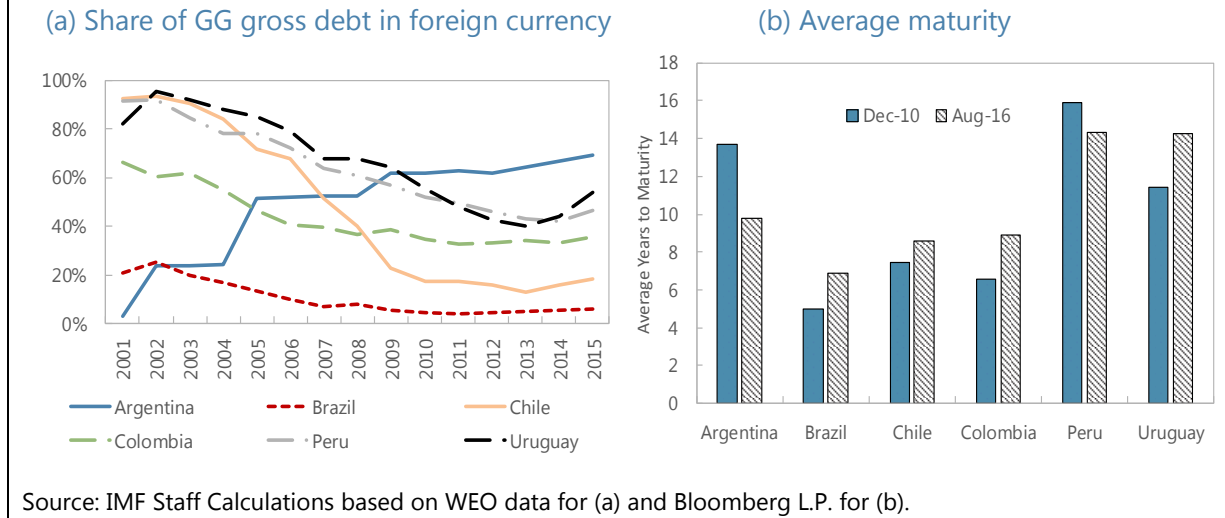 (a) Share of GG gross debt in foreign currency
100%
80%
60%
40%
20%
0%
2001
2002
2003
2004
2005
2006
2007
2008
2009
2010
2011
2012
2013
2014
2015
Argentina
Brazil
Chile
Colombia
Peru
Uruguay
(b) Average maturity
Average Years to Maturity
18
16
14
12
10
8
6
4
2
0
Dec-10
Aug-16
Argentina
Brazil
Chile
Colombia
Peru
Uruguay
Source: IMF Staff Calculations based on WEO data for (a) and Bloomberg L.P. for (b).